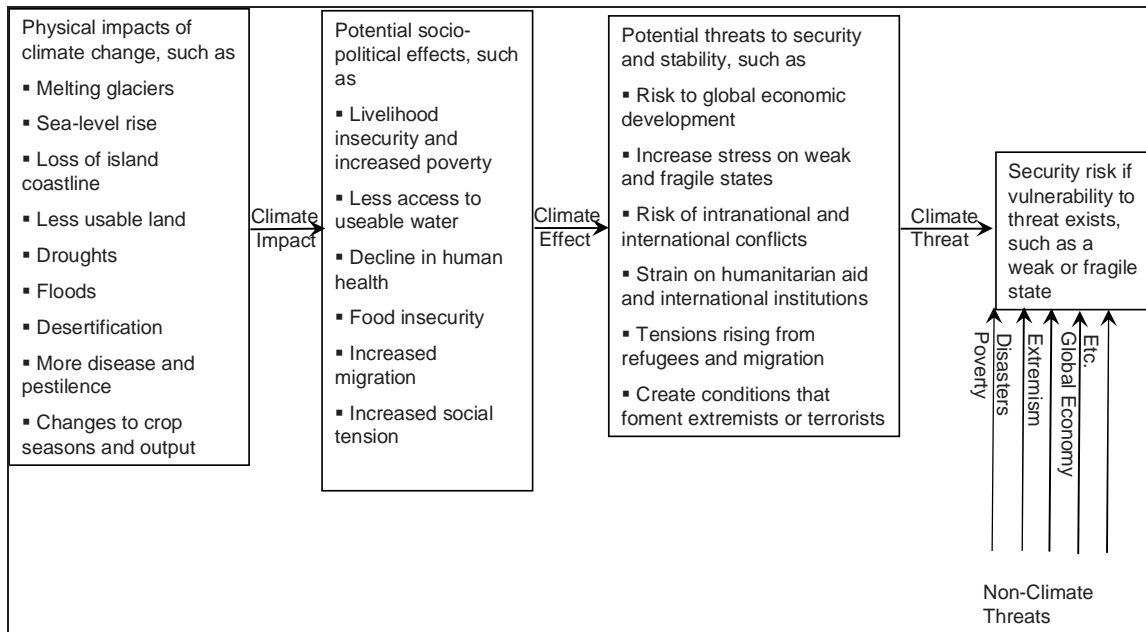 Physical impacts of
climate change, such as
▪ Melting glaciers
▪ Sea-level rise
▪ Loss of island
coastline
▪ Less usable land
▪ Droughts
▪ Floods
▪ Desertification
▪ More disease and
pestilence
▪ Changes to crop
seasons and output
Climate
Impact
Potential socio-
political effects, such
as
▪ Livelihood
insecurity and
increased poverty
▪ Less access to
useable water
▪ Decline in human
health
▪ Food insecurity
▪ Increased
migration
▪ Increased social
tension
Climate
Effect
Potential threats to security
and stability, such as
▪ Risk to global economic
development
▪ Increase stress on weak
and fragile states
▪ Risk of intranational and
international conflicts
▪ Strain on humanitarian aid
and international institutions
▪ Tensions rising from
refugees and migration
▪ Create conditions that
foment extremists or terrorists
Climate
Threat
Security risk if
vulnerability to
threat exists,
such as a
weak or fragile
state
Poverty
Disasters
Extremism
Global Economy
Etc.
Non-Climate
Threats